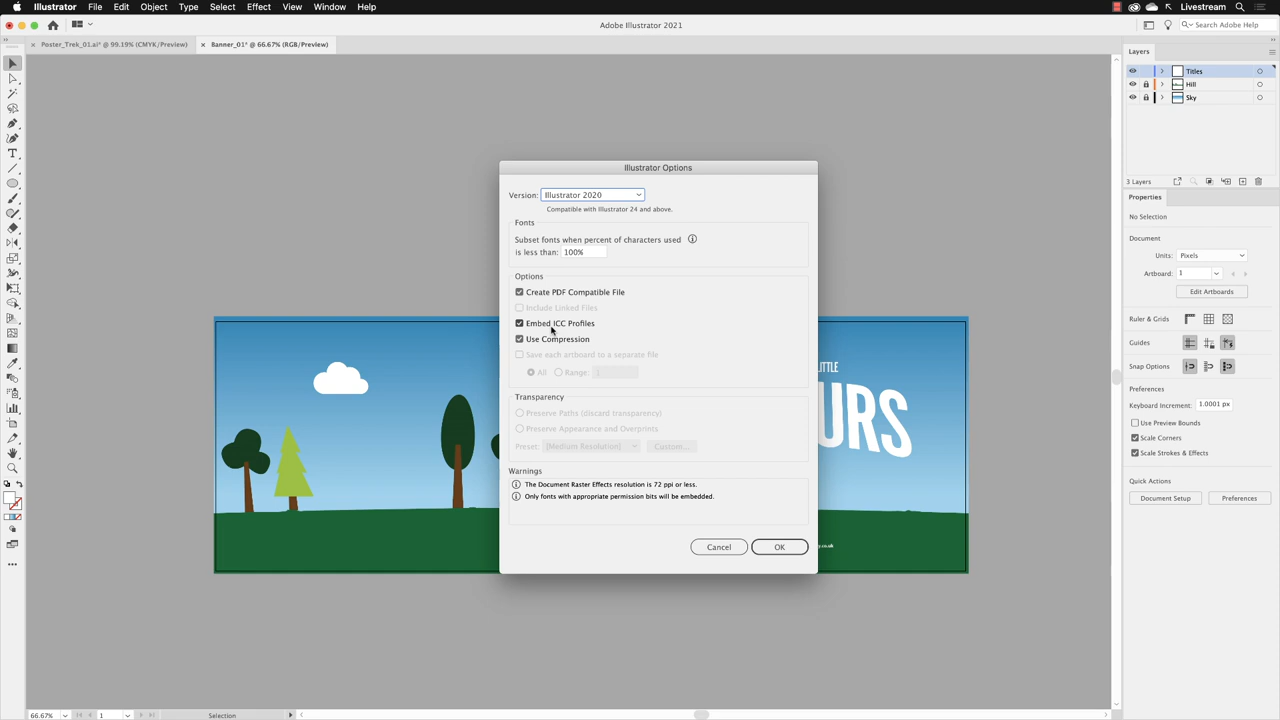 Illustrator File Edit Object Type Select Effect View Window Help Livestream
Adobe Illustrator 2021
Search Adobe Help
× Poster_Trek_01.ai* @ 99.19% (CMYK/Preview)
× Banner_01* @ 66.67% (RGB/Preview)
Illustrator Options
Version: Illustrator 2020
Compatible with Illustrator 24 and above.
Fonts
Subset fonts when percent of characters used
is less than: 100%
Options
Create PDF Compatible File
Include Linked Files
Embed ICC Profiles
Use Compression
Save each artboard to a separate file
All Range: 1
Transparency
Preserve Paths (discard transparency)
Preserve Appearance and Overprints
Preset: [Medium Resolution] Custom...
Warnings
The Document Raster Effects resolution is 72 ppi or less.
Only fonts with appropriate permission bits will be embedded.
Cancel OK
LITTLE
URS
y.co.uk
Layers
Titles
Hill
Sky
3 Layers
Properties
No Selection
Document
Units: Pixels
Artboard: 1
Edit Artboards
Ruler & Grids
Guides
Snap Options
Preferences
Keyboard Increment: 1.0001 px
Use Preview Bounds
Scale Corners
Scale Strokes & Effects
Quick Actions
Document Setup Preferences
66.67% 1 Selection